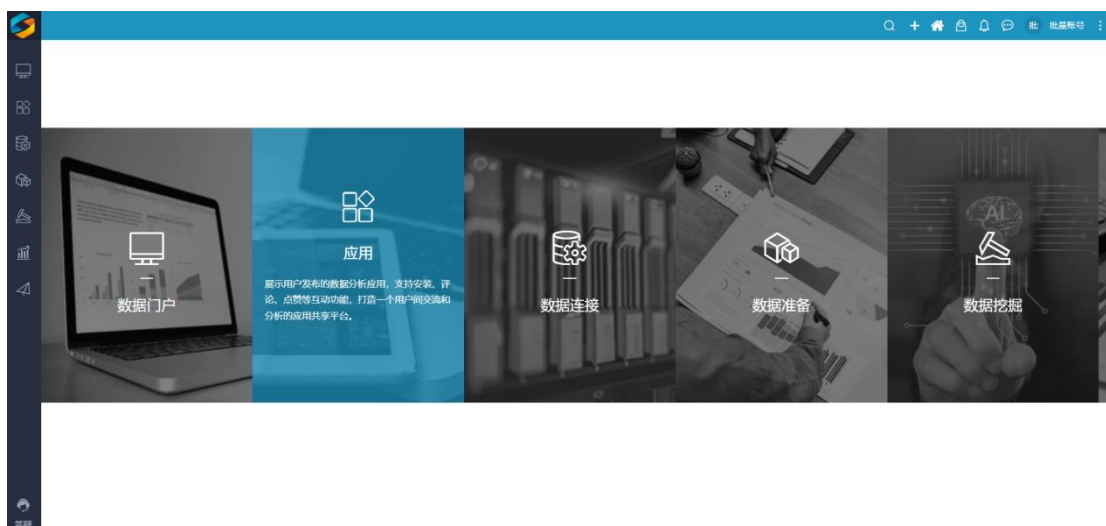 批 批量账号
应用
展示用户发布的数据分析应用，支持安装、评
论、点赞等互动功能，打造一个用户间交流和
分析的应用共享平台。
数据门户
数据连接
数据准备
数据挖掘
AI